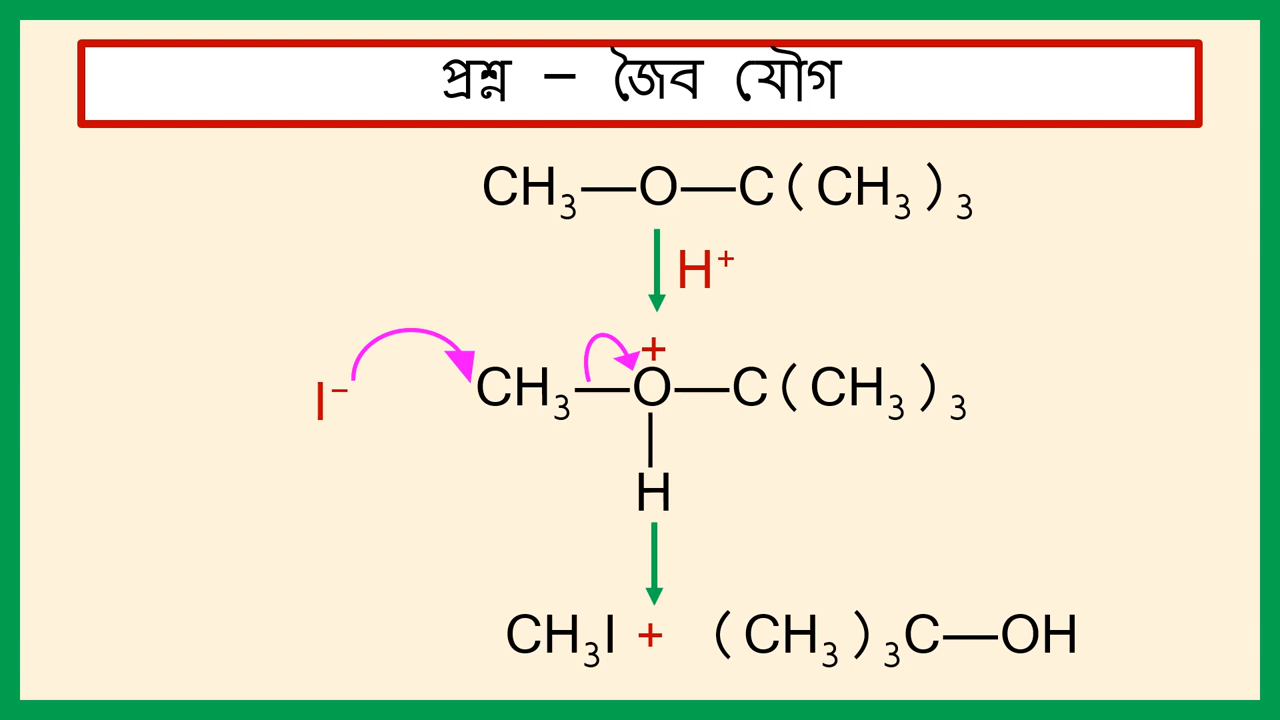 প্রশ্ন – জৈব যৌগ
CH₃—O—C(CH₃)₃
H⁺
+
I⁻ CH₃—O—C(CH₃)₃
H
CH₃I + (CH₃)₃C—OH